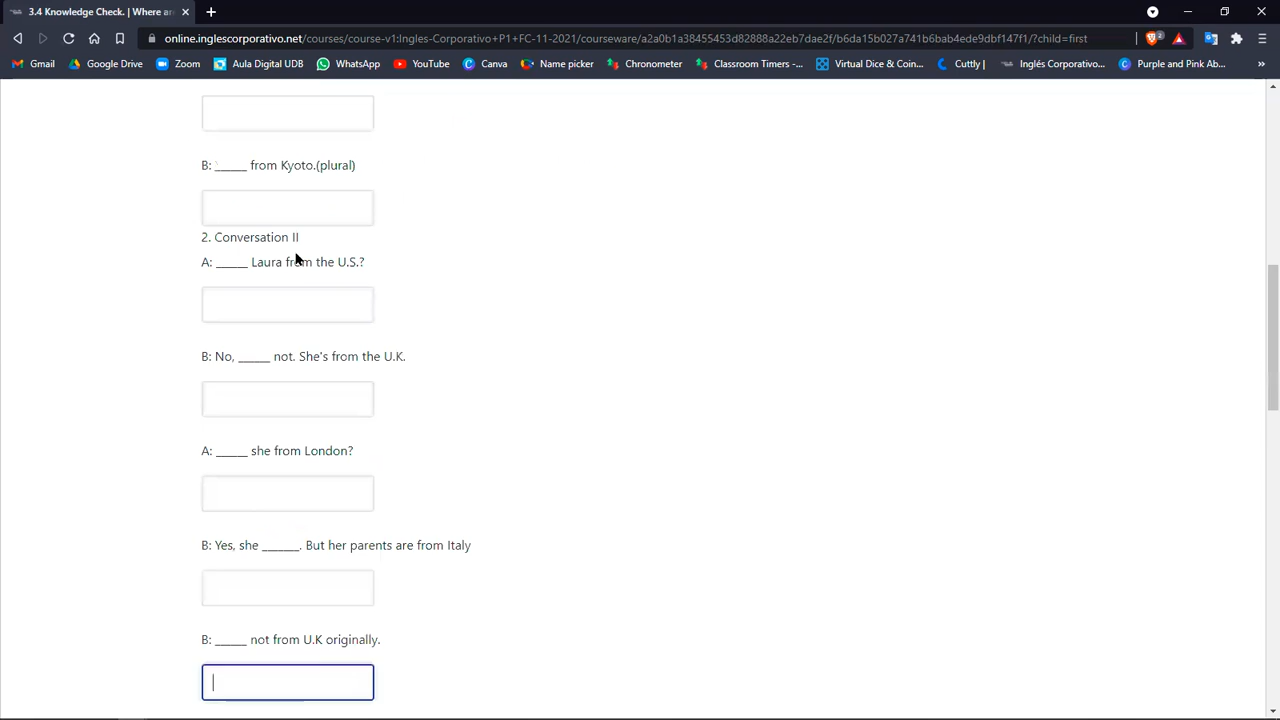 3.4 Knowledge Check. | Where ar
online.inglescorporativo.net/courses/course-v1:Ingles-Corporativo+P1+FC-11-2021/courseware/a2a0b1a38455453d82888a22eb7dae2f/b6da15b027a741b6bab4ede9dbf147f1/?child=first
2
Gmail Google Drive Zoom Aula Digital UDB WhatsApp YouTube Canva Name picker Chronometer Classroom Timers -... Virtual Dice & Coin... Cuttly | Inglés Corporativo... Purple and Pink Ab... »
B: _____ from Kyoto.(plural)
2. Conversation II
A: _____ Laura from the U.S.?
B: No, _____ not. She's from the U.K.
A: _____ she from London?
B: Yes, she ______. But her parents are from Italy
B: _____ not from U.K originally.